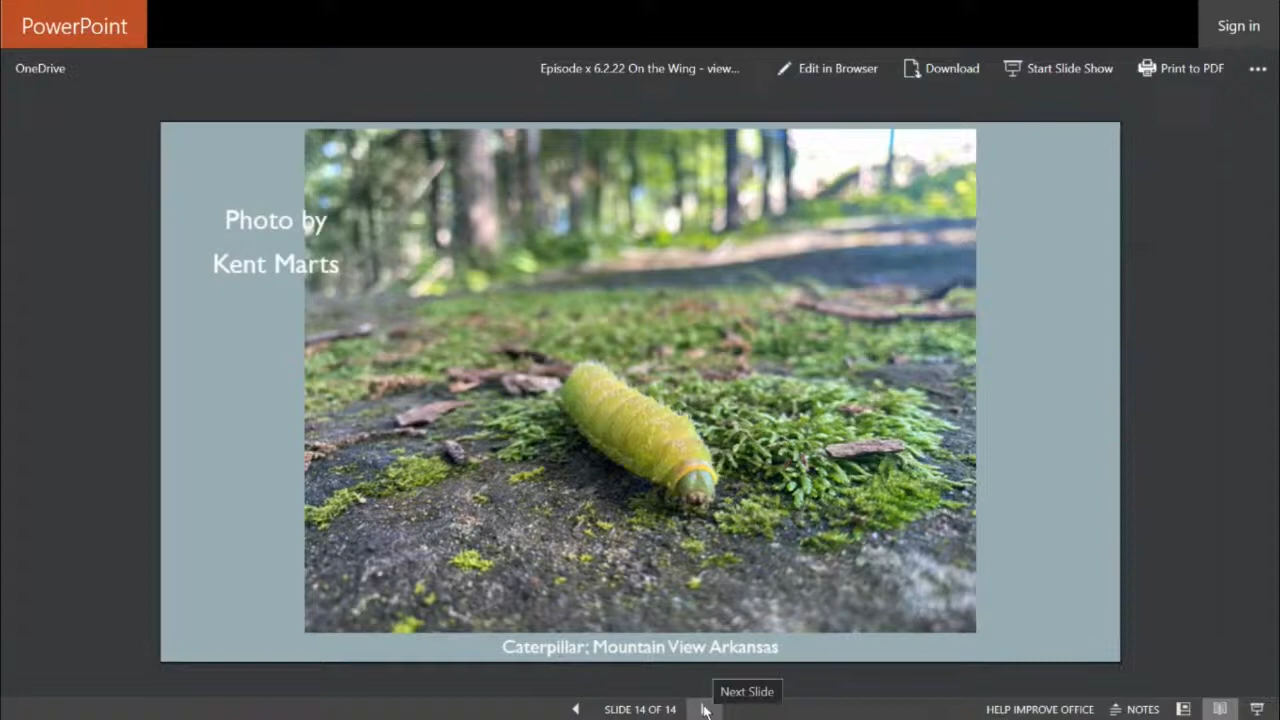 PowerPoint
Sign in
OneDrive
Episode x 6.2.22 On the Wing - view...
Edit in Browser
Download
Start Slide Show
Print to PDF
Photo by
Kent Marts
Caterpillar; Mountain View Arkansas
Next Slide
SLIDE 14 OF 14
HELP IMPROVE OFFICE
NOTES